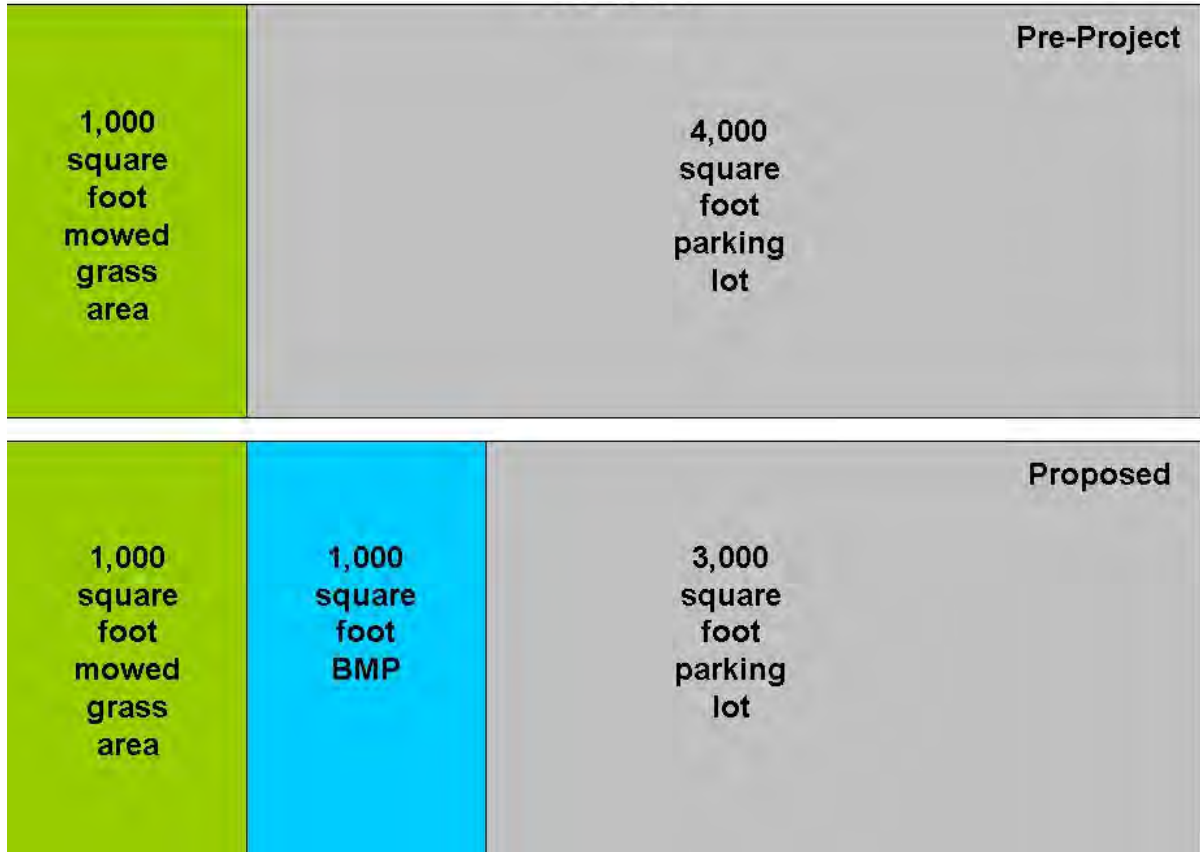 Pre-Project
1,000
square
foot
mowed
grass
area
4,000
square
foot
parking
lot
Proposed
1,000
square
foot
mowed
grass
area
1,000
square
foot
BMP
3,000
square
foot
parking
lot